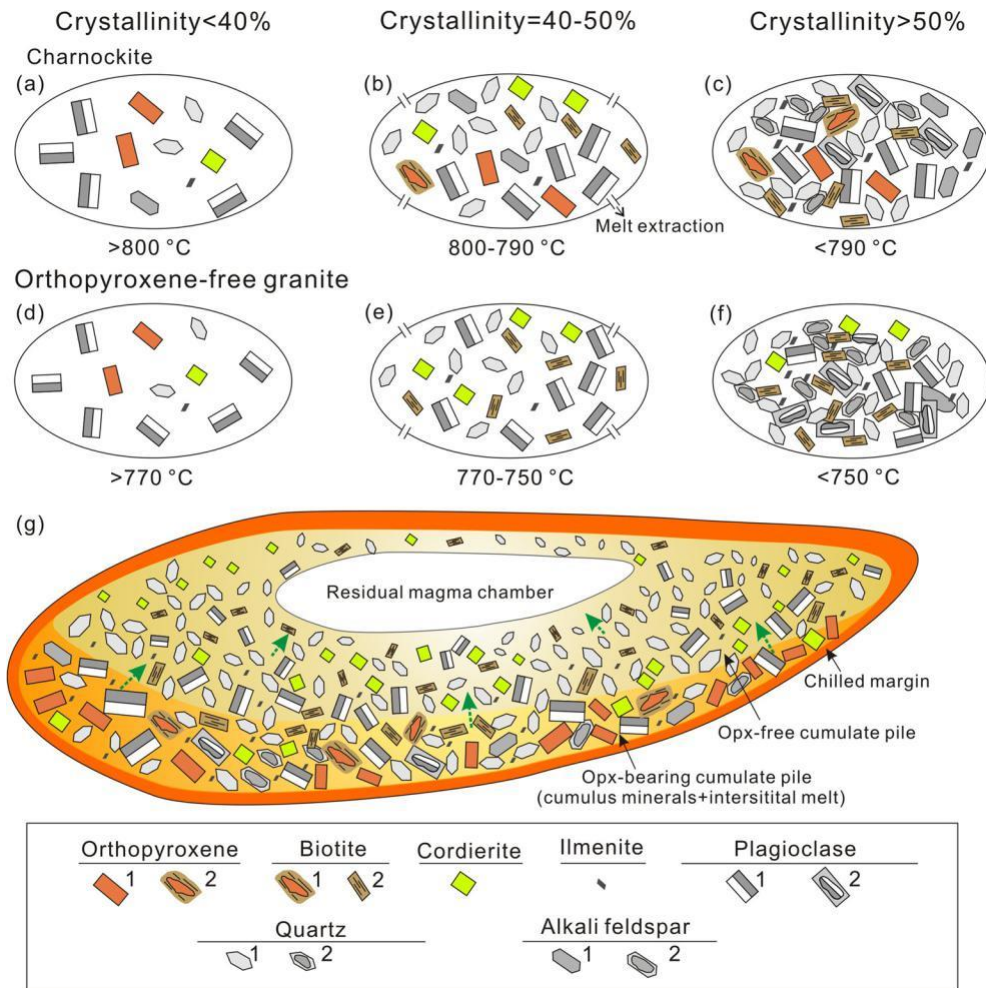 Crystallinity<40%
Crystallinity=40-50%
Crystallinity>50%
Charnockite
(a)
(b)
(c)
Melt extraction
>800 °C
800-790 °C
<790 °C
Orthopyroxene-free granite
(d)
(e)
(f)
>770 °C
770-750 °C
<750 °C
(g)
Residual magma chamber
Chilled margin
Opx-free cumulate pile
Opx-bearing cumulate pile
(cumulus minerals+intersitital melt)
Orthopyroxene
Biotite
Cordierite
Ilmenite
Plagioclase
1 2
1 2
1 2
Quartz
Alkali feldspar
1 2
1 2